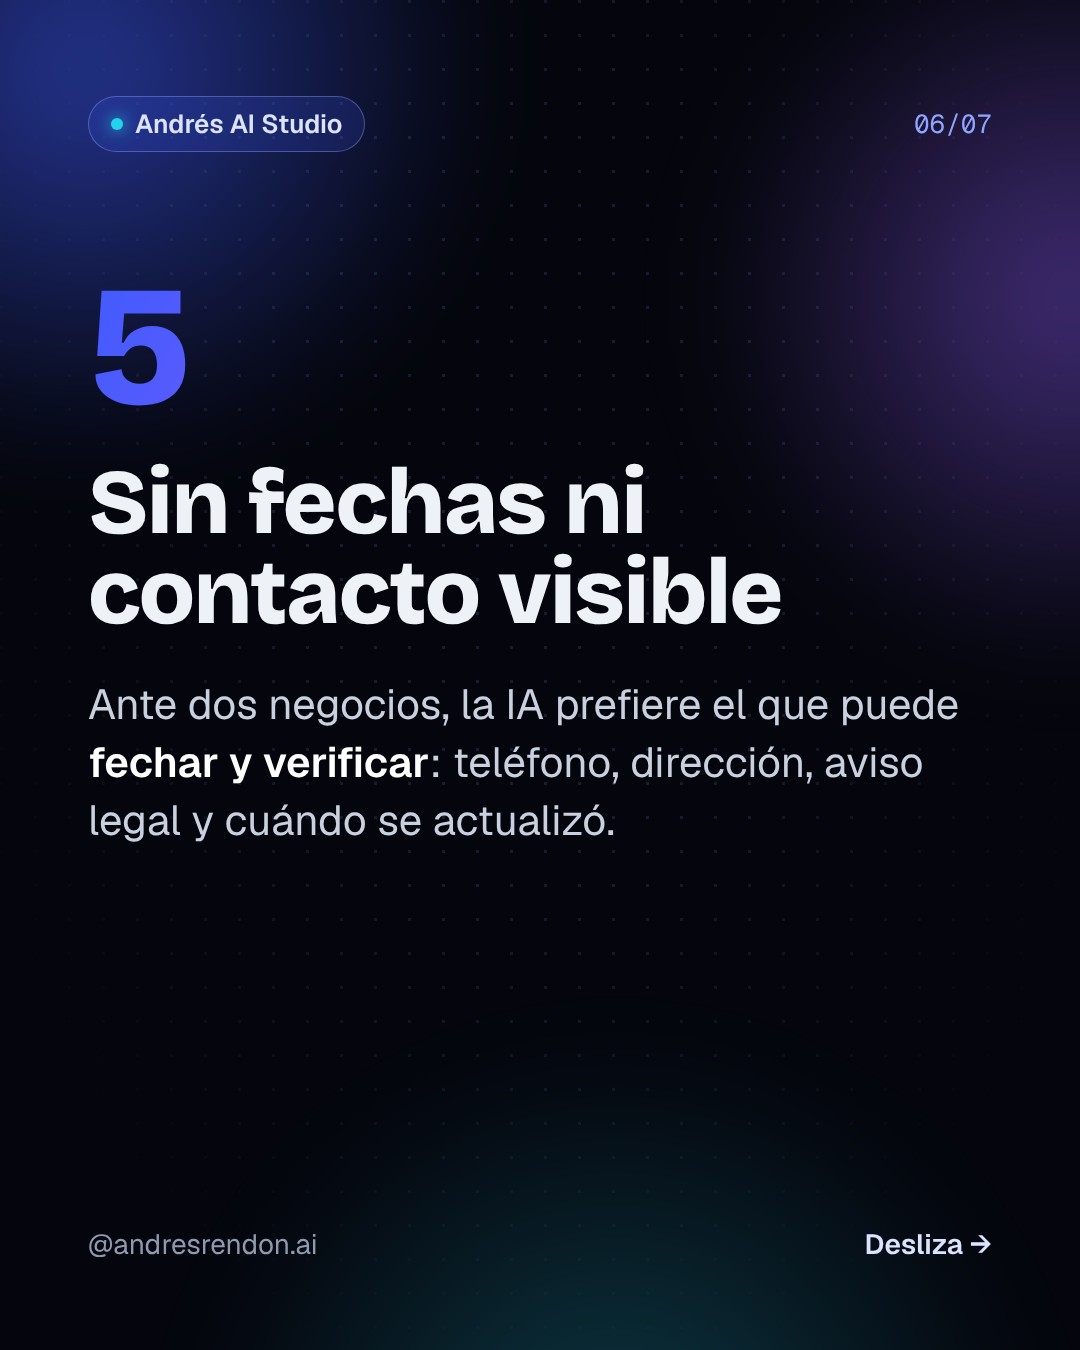 Andrés AI Studio
06/07
5
Sin fechas ni
contacto visible
Ante dos negocios, la IA prefiere el que puede
fechar y verificar: teléfono, dirección, aviso
legal y cuándo se actualizó.
@andresrendon.ai
Desliza →